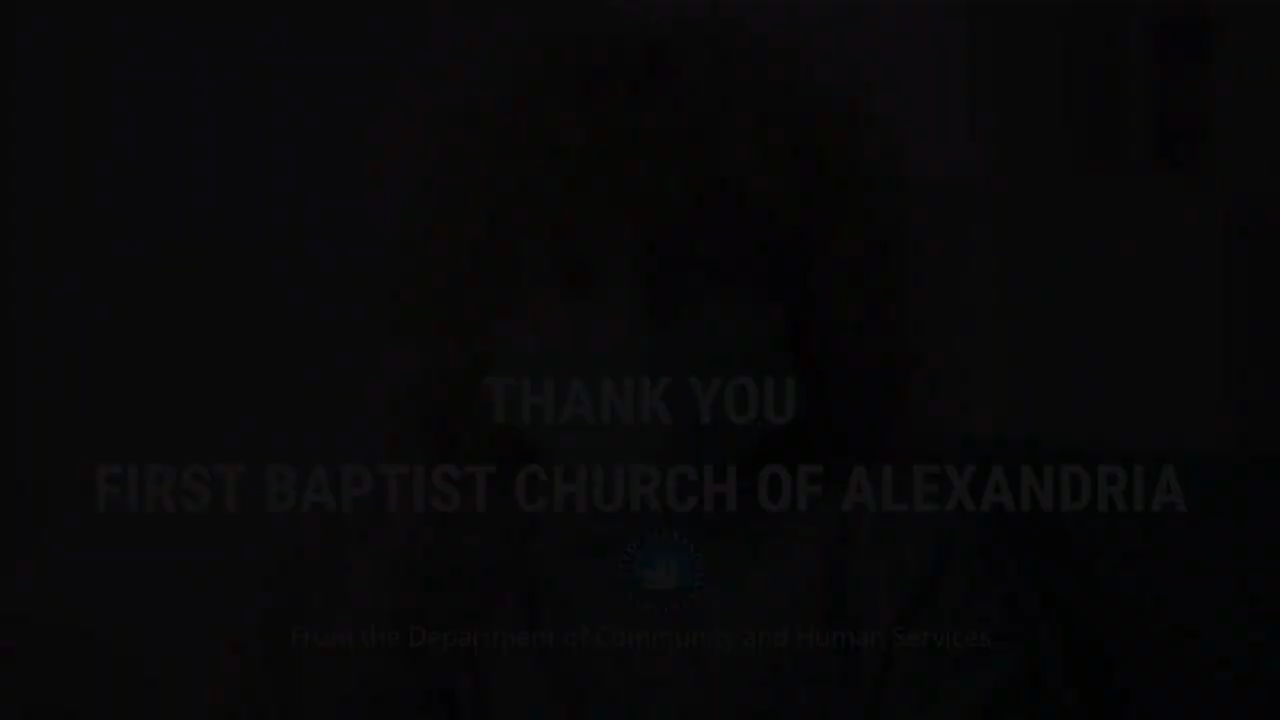 THANK YOU
FIRST BAPTIST CHURCH OF ALEXANDRIA
From the Department of Community and Human Services